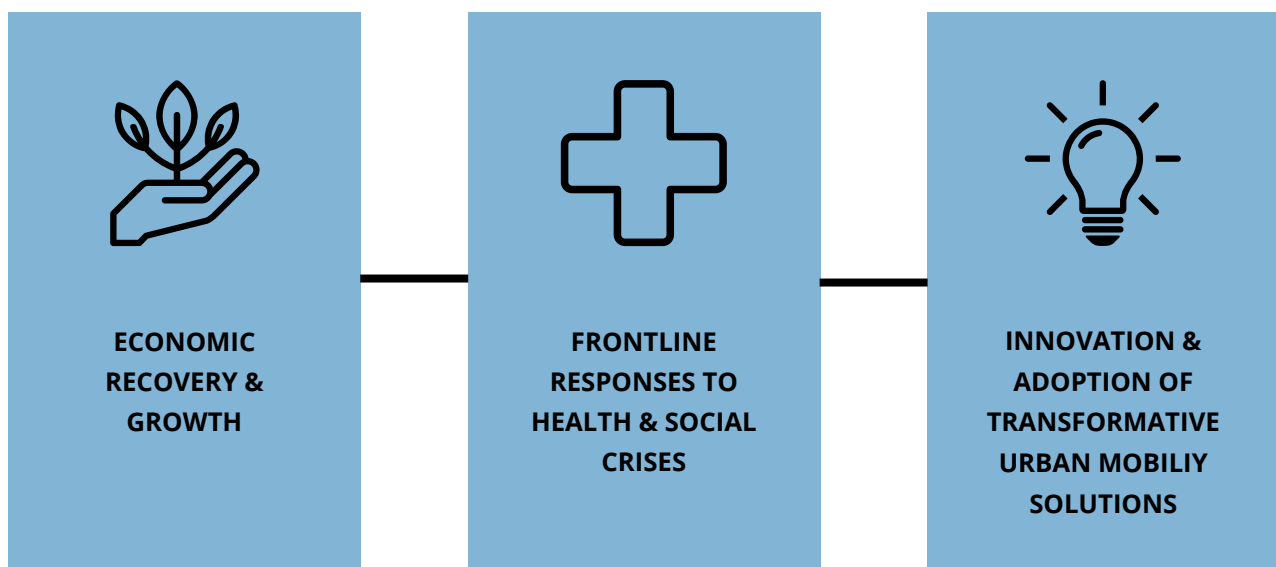 ECONOMIC
RECOVERY &
GROWTH
FRONTLINE
RESPONSES TO
HEALTH & SOCIAL
CRISES
INNOVATION &
ADOPTION OF
TRANSFORMATIVE
URBAN MOBILIY
SOLUTIONS